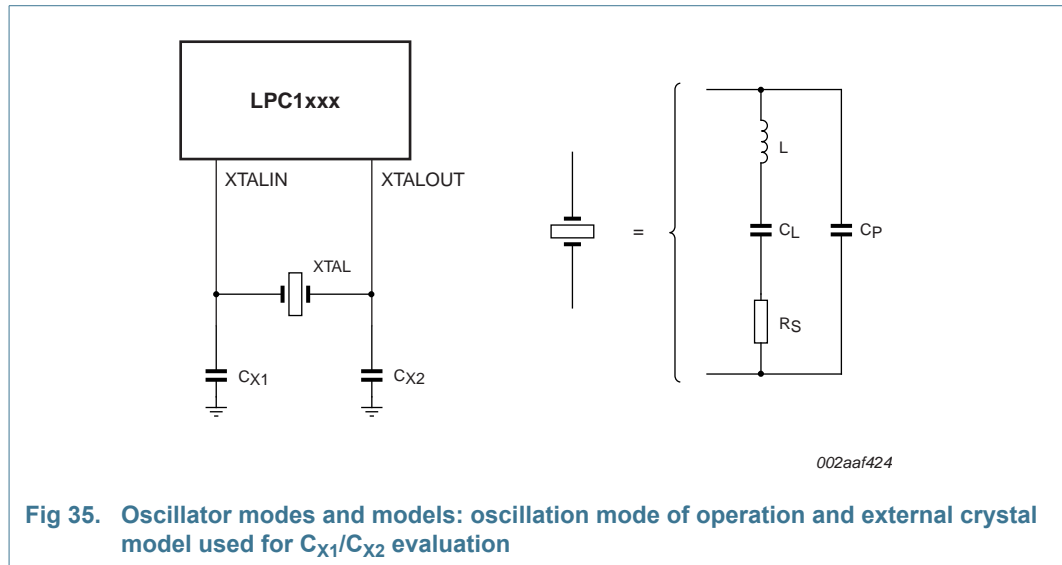 LPC1xxx
XTALIN
XTALOUT
XTAL
CX1
CX2
=
L
CL
CP
RS
002aaf424
Fig 35. Oscillator modes and models: oscillation mode of operation and external crystal
model used for CX1/CX2 evaluation